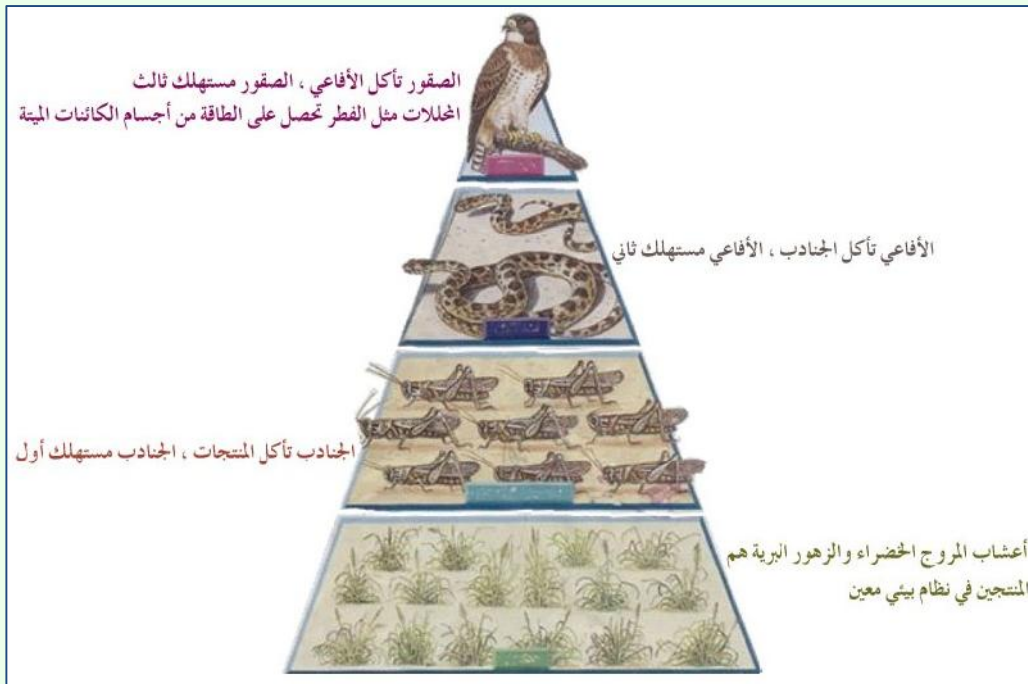 الصقور تأكل الأفاعي ، الصقور مستهلك ثالث
المحللات مثل الفطر تحصل على الطاقة من أجسام الكائنات الميتة
الأفاعي تأكل الجنادب ، الأفاعي مستهلك ثاني
الجنادب تأكل المنتجات ، الجنادب مستهلك أول
أعشاب المروج الخضراء والزهور البرية هم
المنتجين في نظام بيئي معين